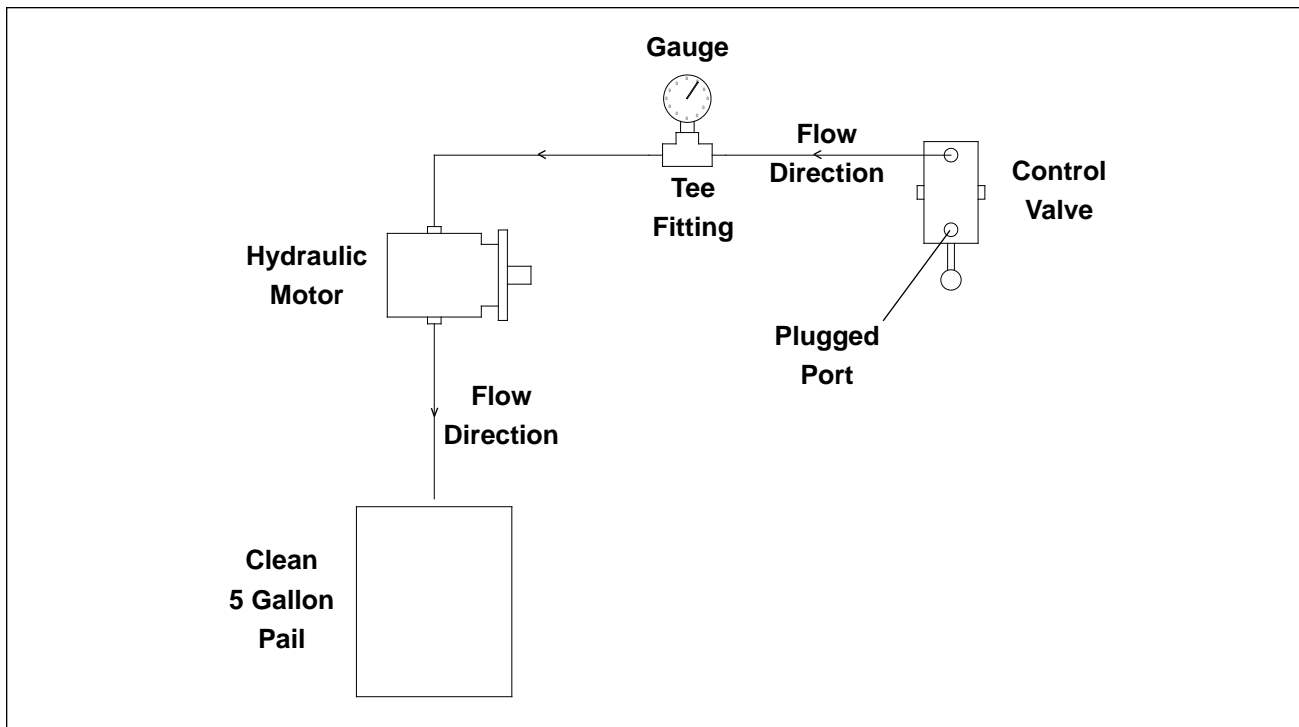 Gauge
Flow
Direction
Control
Valve
Tee
Fitting
Hydraulic
Motor
Plugged
Port
Flow
Direction
Clean
5 Gallon
Pail